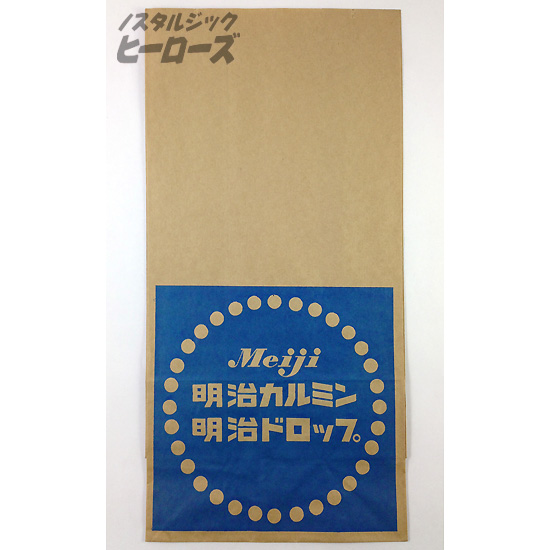 ノスタルジック
ヒーローズ
Meiji
明治カルミン
明治ドロップ。